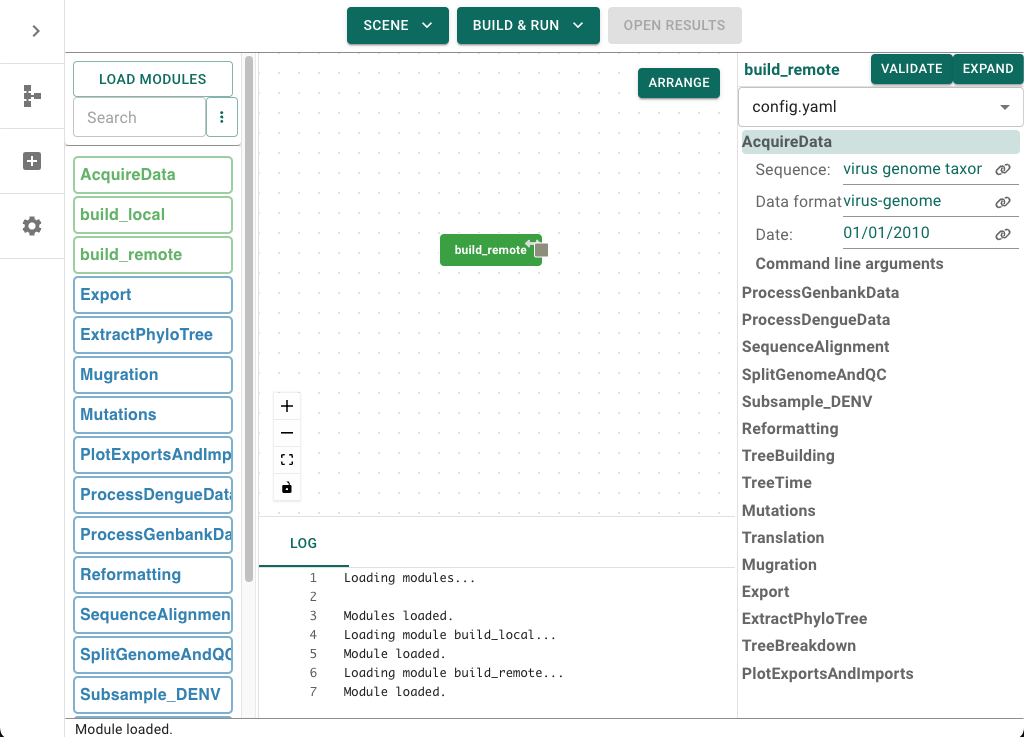 SCENE
BUILD & RUN
OPEN RESULTS
LOAD MODULES
Search
AcquireData
build_local
build_remote
Export
ExtractPhyloTree
Mugration
Mutations
PlotExportsAndImp
ProcessDengueData
ProcessGenbankDa
Reformatting
SequenceAlignmen
SplitGenomeAndQC
Subsample_DENV
ARRANGE
build_remote
LOG
1 Loading modules...
2
3 Modules loaded.
4 Loading module build_local...
5 Module loaded.
6 Loading module build_remote...
7 Module loaded.
build_remote
VALIDATE
EXPAND
config.yaml
AcquireData
Sequence: virus genome taxor
Data format virus-genome
Date: 01/01/2010
Command line arguments
ProcessGenbankData
ProcessDengueData
SequenceAlignment
SplitGenomeAndQC
Subsample_DENV
Reformatting
TreeBuilding
TreeTime
Mutations
Translation
Mugration
Export
ExtractPhyloTree
TreeBreakdown
PlotExportsAndImports
Module loaded.